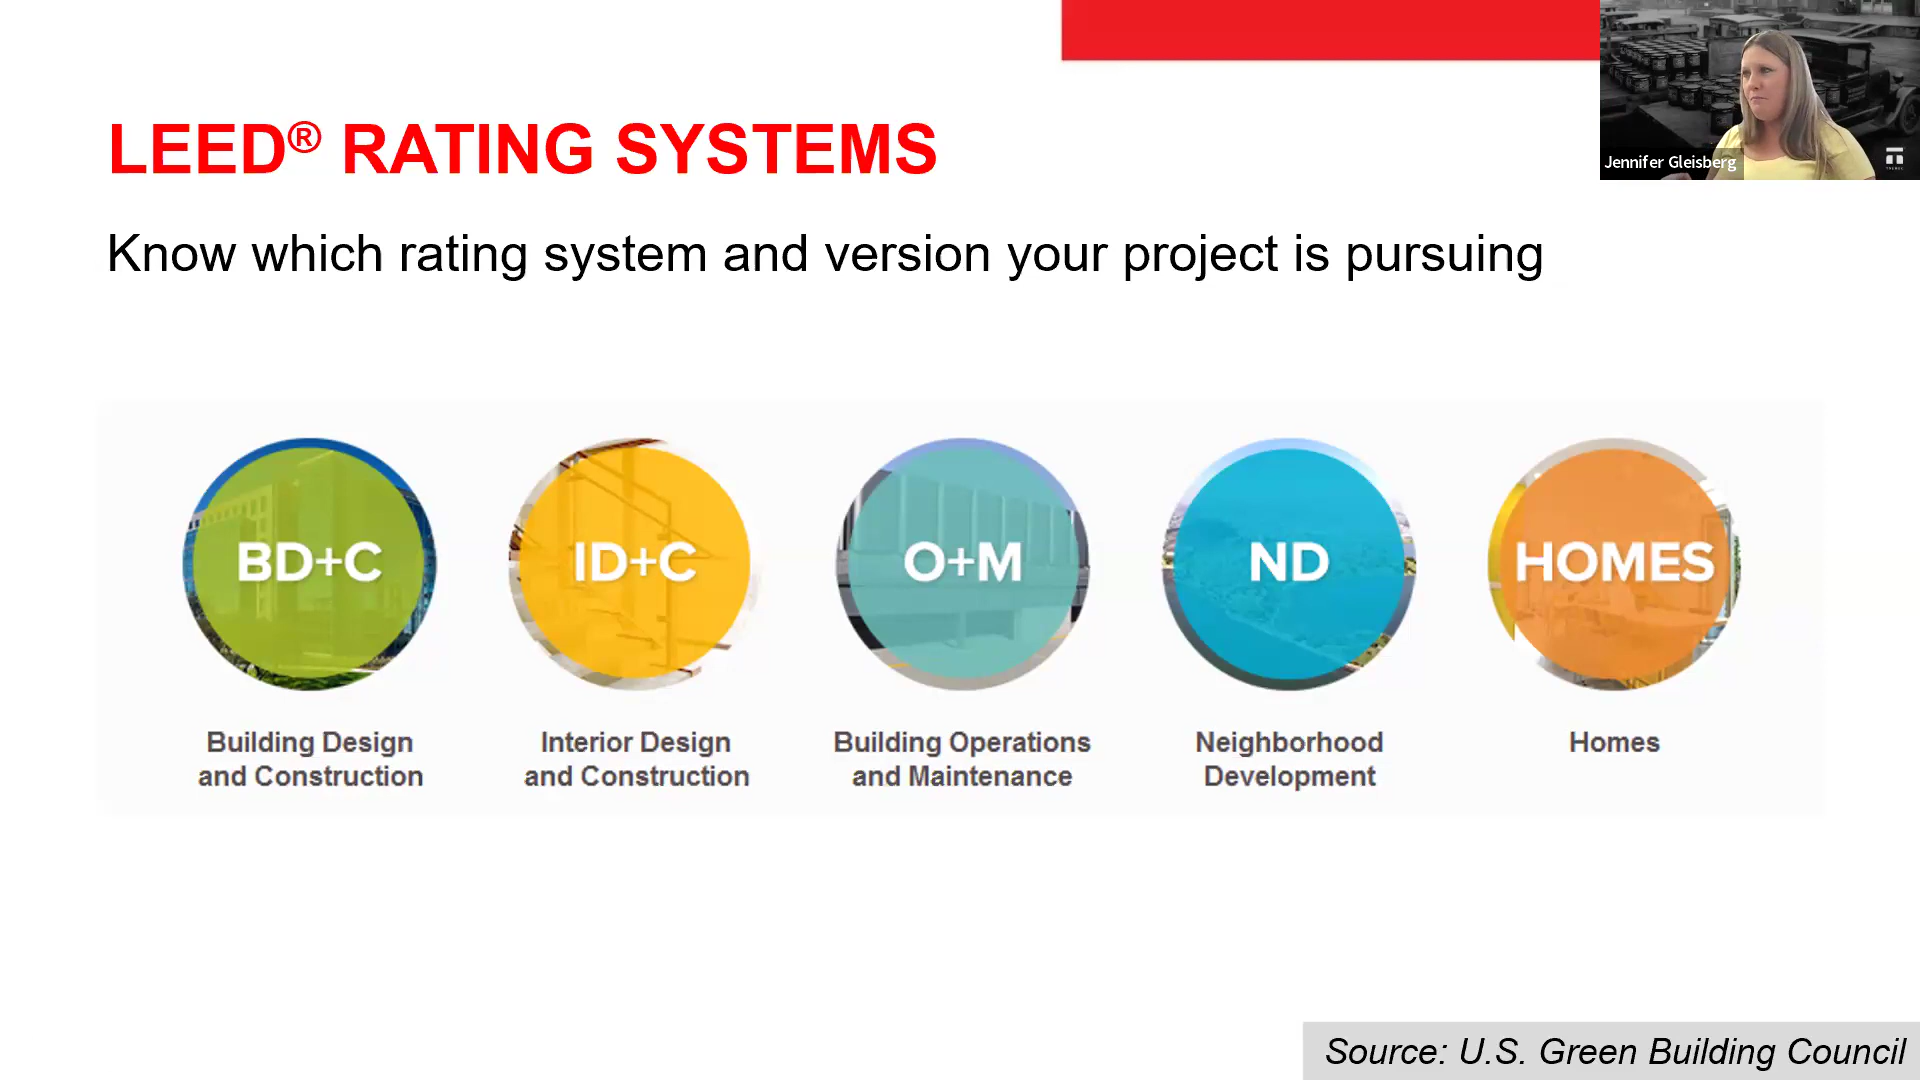 LEED® RATING SYSTEMS
Know which rating system and version your project is pursuing
Jennifer Gleisberg
BD+C
ID+C
O+M
ND
HOMES
Building Design
and Construction
Interior Design
and Construction
Building Operations
and Maintenance
Neighborhood
Development
Homes
Source: U.S. Green Building Council